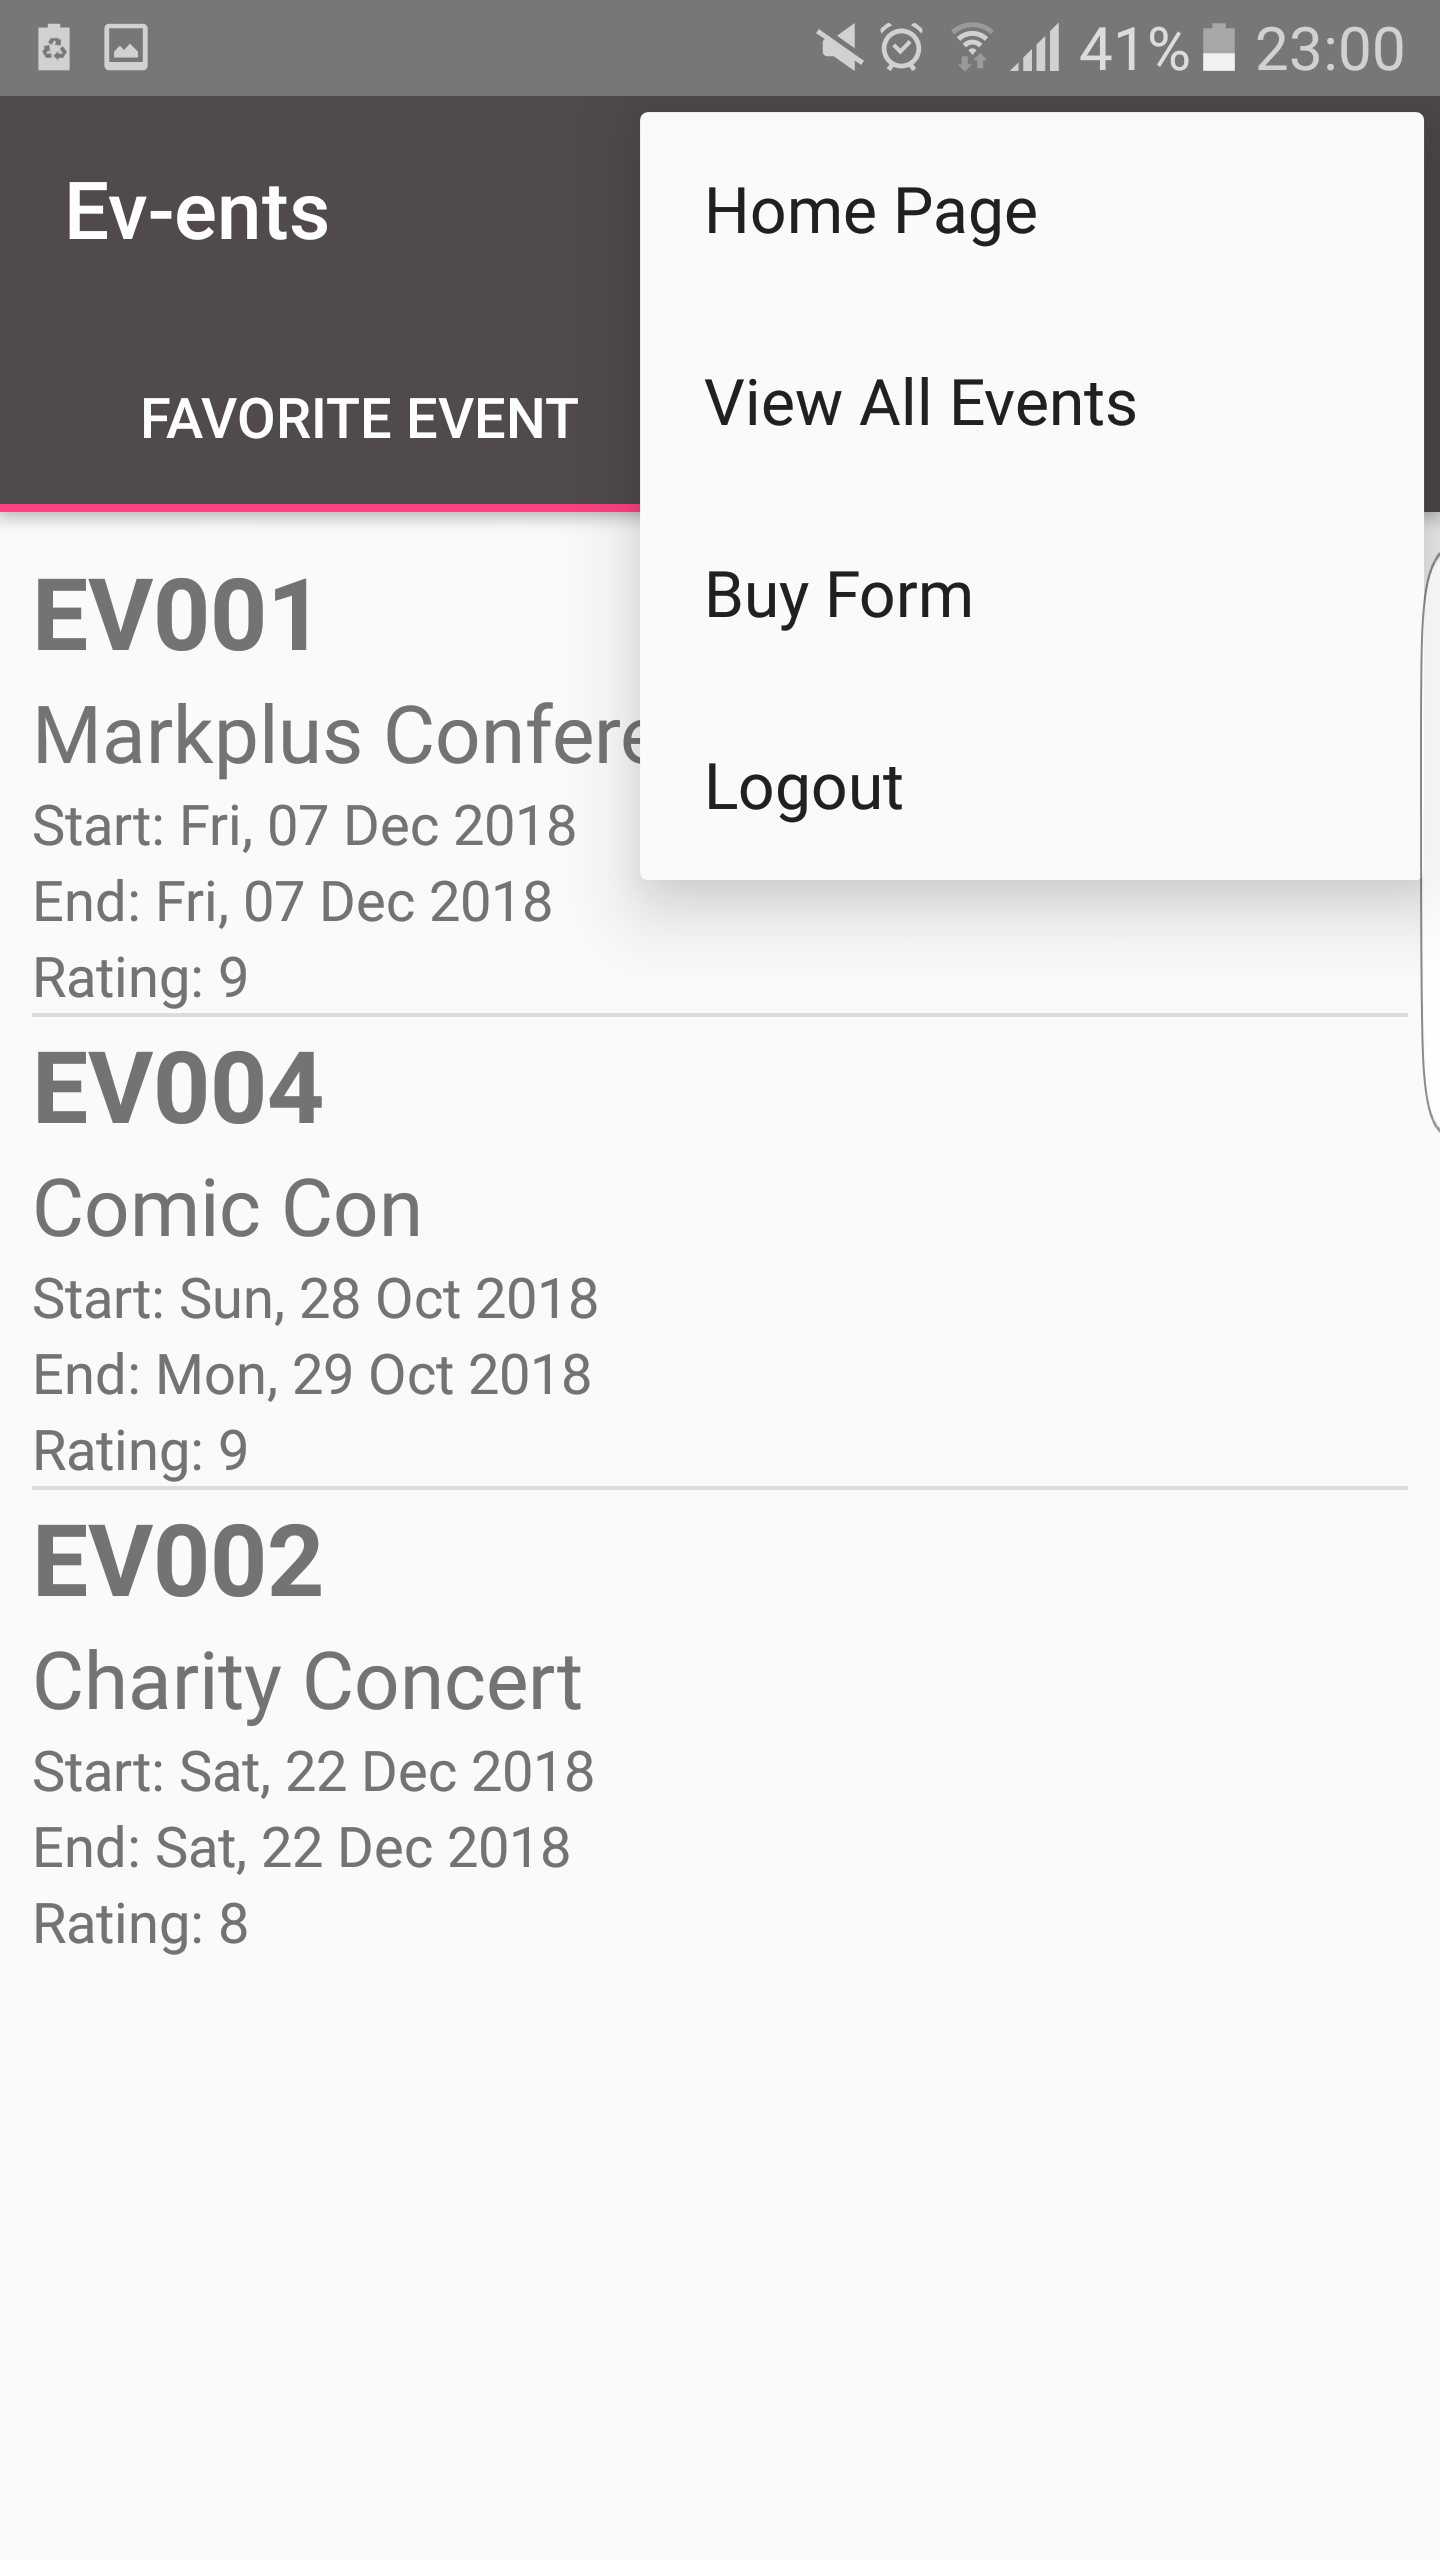 41% 23:00
Ev-ents
Home Page
View All Events
Buy Form
Logout
FAVORITE EVENT
EV001
Markplus
Start: Fri, 07 Dec 2018
End: Fri, 07 Dec 2018
Rating: 9
EV004
Comic Con
Start: Sun, 28 Oct 2018
End: Mon, 29 Oct 2018
Rating: 9
EV002
Charity Concert
Start: Sat, 22 Dec 2018
End: Sat, 22 Dec 2018
Rating: 8